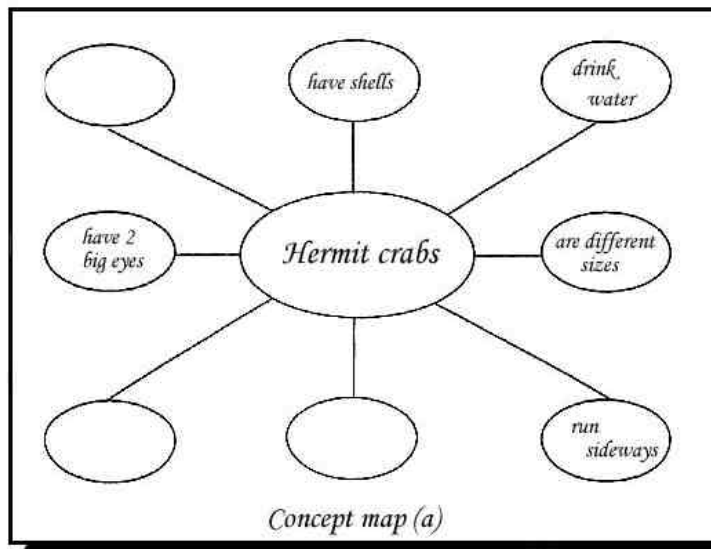 have shells
drink
water
have 2
big eyes
Hermit crabs
are different
sizes
run
sideways
Concept map (a)